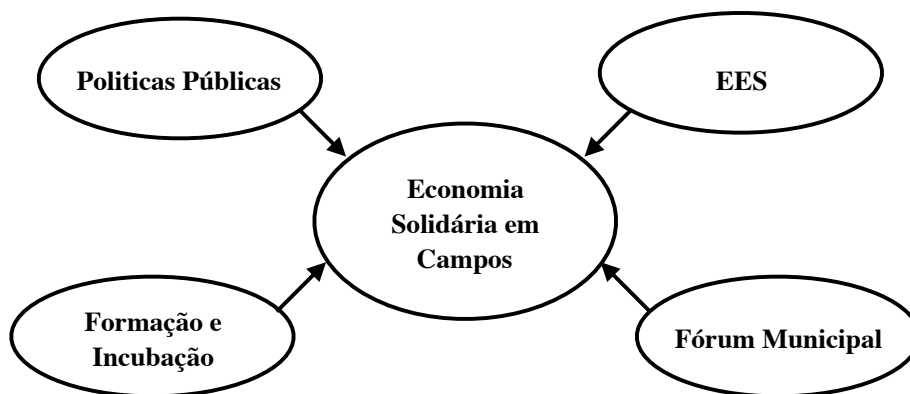 Politicas Públicas
EES
Economia
Solidária em
Campos
Formação e
Incubação
Fórum Municipal